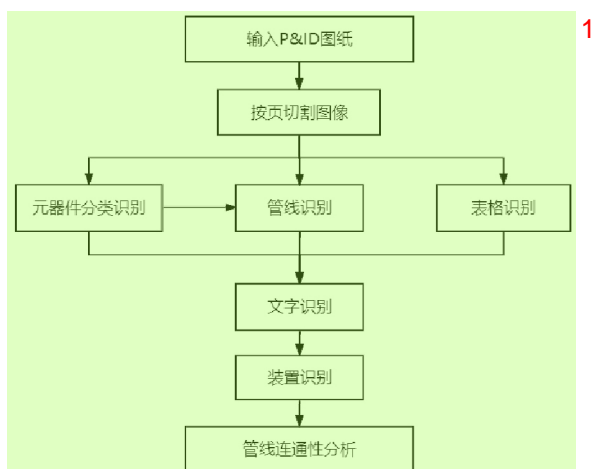 输入P&ID图纸
1
按页切割图像
元器件分类识别
管线识别
表格识别
文字识别
装置识别
管线连通性分析